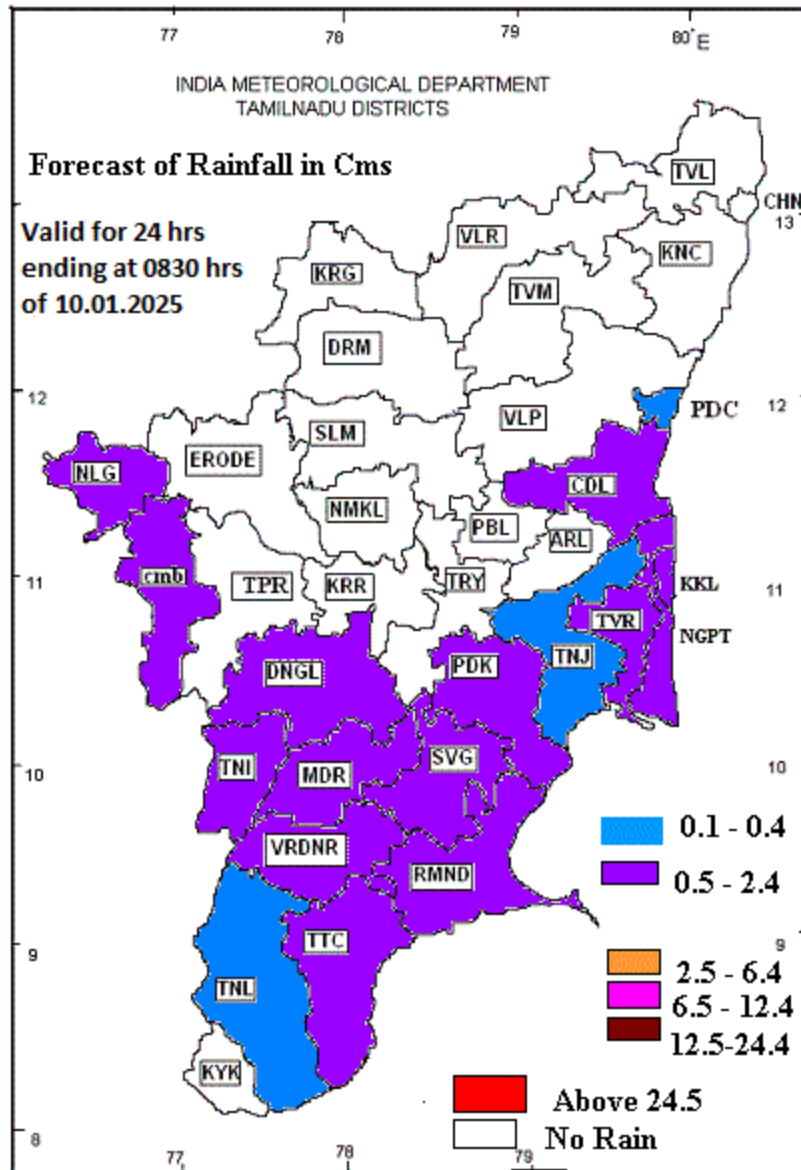 77 78 79 80° E
INDIA METEOROLOGICAL DEPARTMENT
TAMILNADU DISTRICTS
Forecast of Rainfall in Cms
TVL
CHN
13
Valid for 24 hrs
ending at 0830 hrs
of 10.01.2025
VLR
KNC
KRG
TVM
DRM
12
12
PDC
VLP
SLM
ERODE
NLG
CDL
NMKL
PBL
ARL
11
cmb
TPR
KRR
TRY
KKL
11
TVR
NGPT
DNGL
PDK
TNJ
10
TNI
MDR
SVG
10
0.1 - 0.4
VRDNR
RMND
0.5 - 2.4
9
TTC
9
TNL
2.5 - 6.4
6.5 - 12.4
12.5-24.4
KYK
Above 24.5
8
No Rain
77 78 79